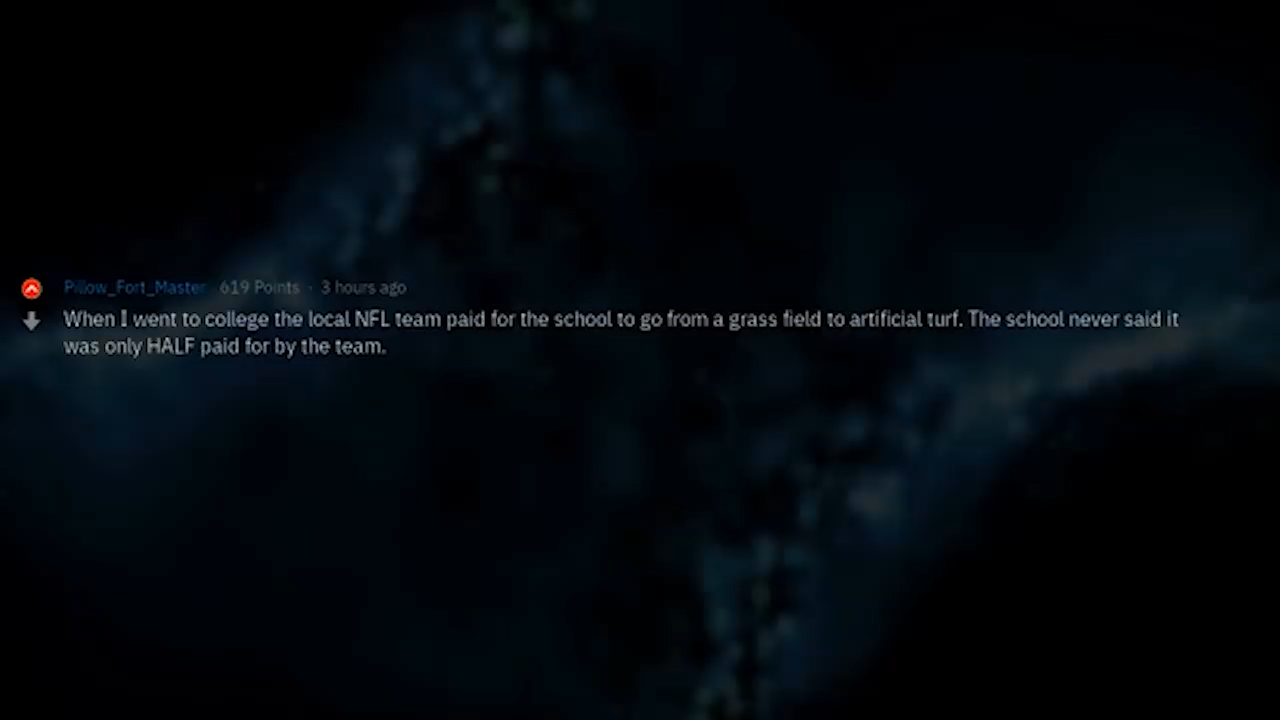 Pillow_Fort_Master 619 Points · 3 hours ago
When I went to college the local NFL team paid for the school to go from a grass field to artificial turf. The school never said it
was only HALF paid for by the team.